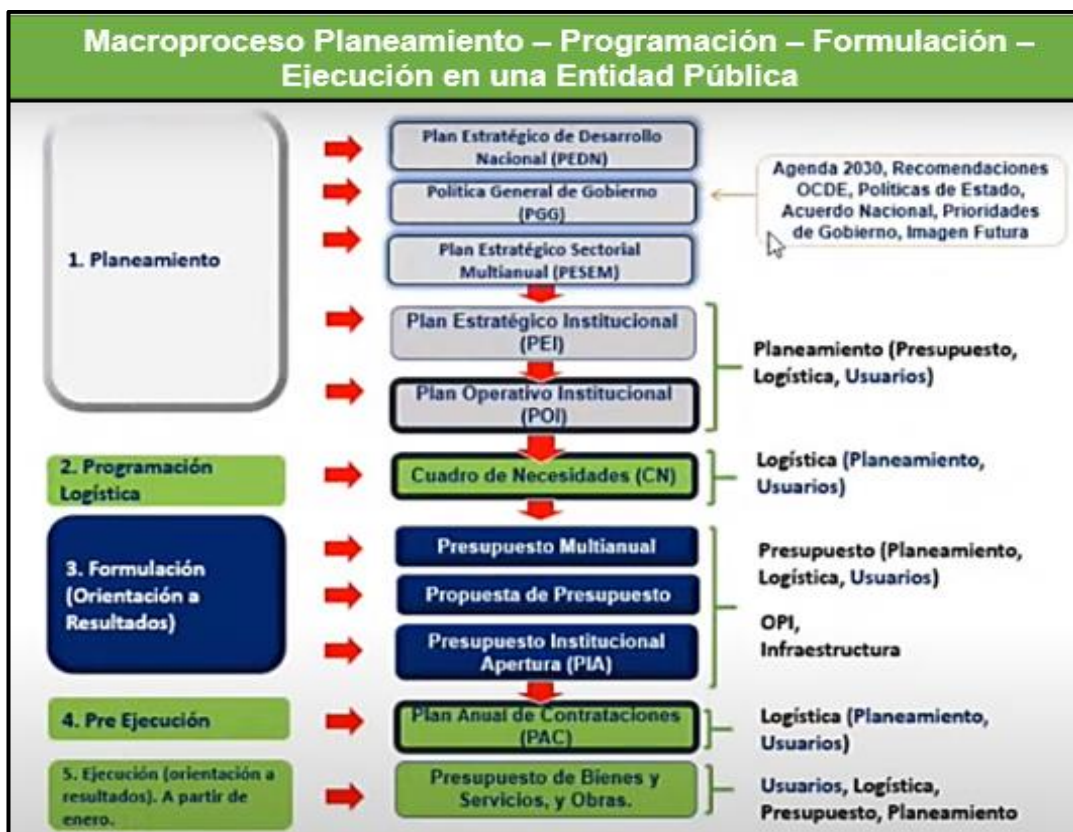 Macroproceso Planeamiento – Programación – Formulación –
Ejecución en una Entidad Pública
1. Planeamiento
Plan Estratégico de Desarrollo
Nacional (PEDN)
Política General de Gobierno
(PGG)
Plan Estratégico Sectorial
Multianual (PESEM)
Agenda 2030, Recomendaciones
OCDE, Políticas de Estado,
Acuerdo Nacional, Prioridades
de Gobierno, Imagen Futura
Plan Estratégico Institucional
(PEI)
Plan Operativo Institucional
(POI)
Planeamiento (Presupuesto,
Logística, Usuarios)
2. Programación
Logística
Cuadro de Necesidades (CN)
Logística (Planeamiento,
Usuarios)
3. Formulación
(Orientación a
Resultados)
Presupuesto Multianual
Propuesta de Presupuesto
Presupuesto Institucional
Apertura (PIA)
Presupuesto (Planeamiento,
Logística, Usuarios)
OPI,
Infraestructura
4. Pre Ejecución
Plan Anual de Contrataciones
(PAC)
Logística (Planeamiento,
Usuarios)
5. Ejecución (orientación a
resultados). A partir de
enero.
Presupuesto de Bienes y
Servicios, y Obras.
Usuarios, Logística,
Presupuesto, Planeamiento